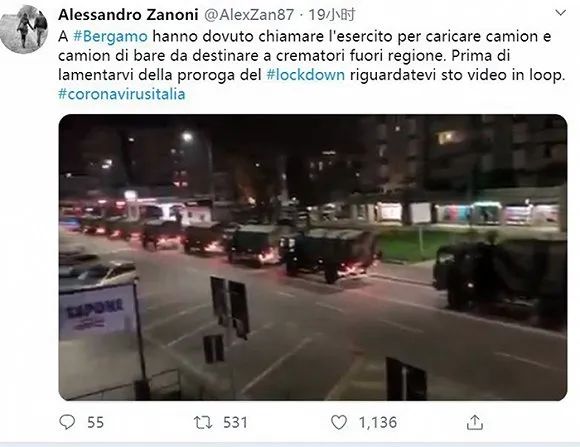 Alessandro Zanoni @AlexZan87 · 19小时
A #Bergamo hanno dovuto chiamare l'esercito per caricare camion e
camion di bare da destinare a crematori fuori regione. Prima di
lamentarvi della proroga del #lockdown riguardatevi sto video in loop.
#coronavirusitalia
55 531 1,136